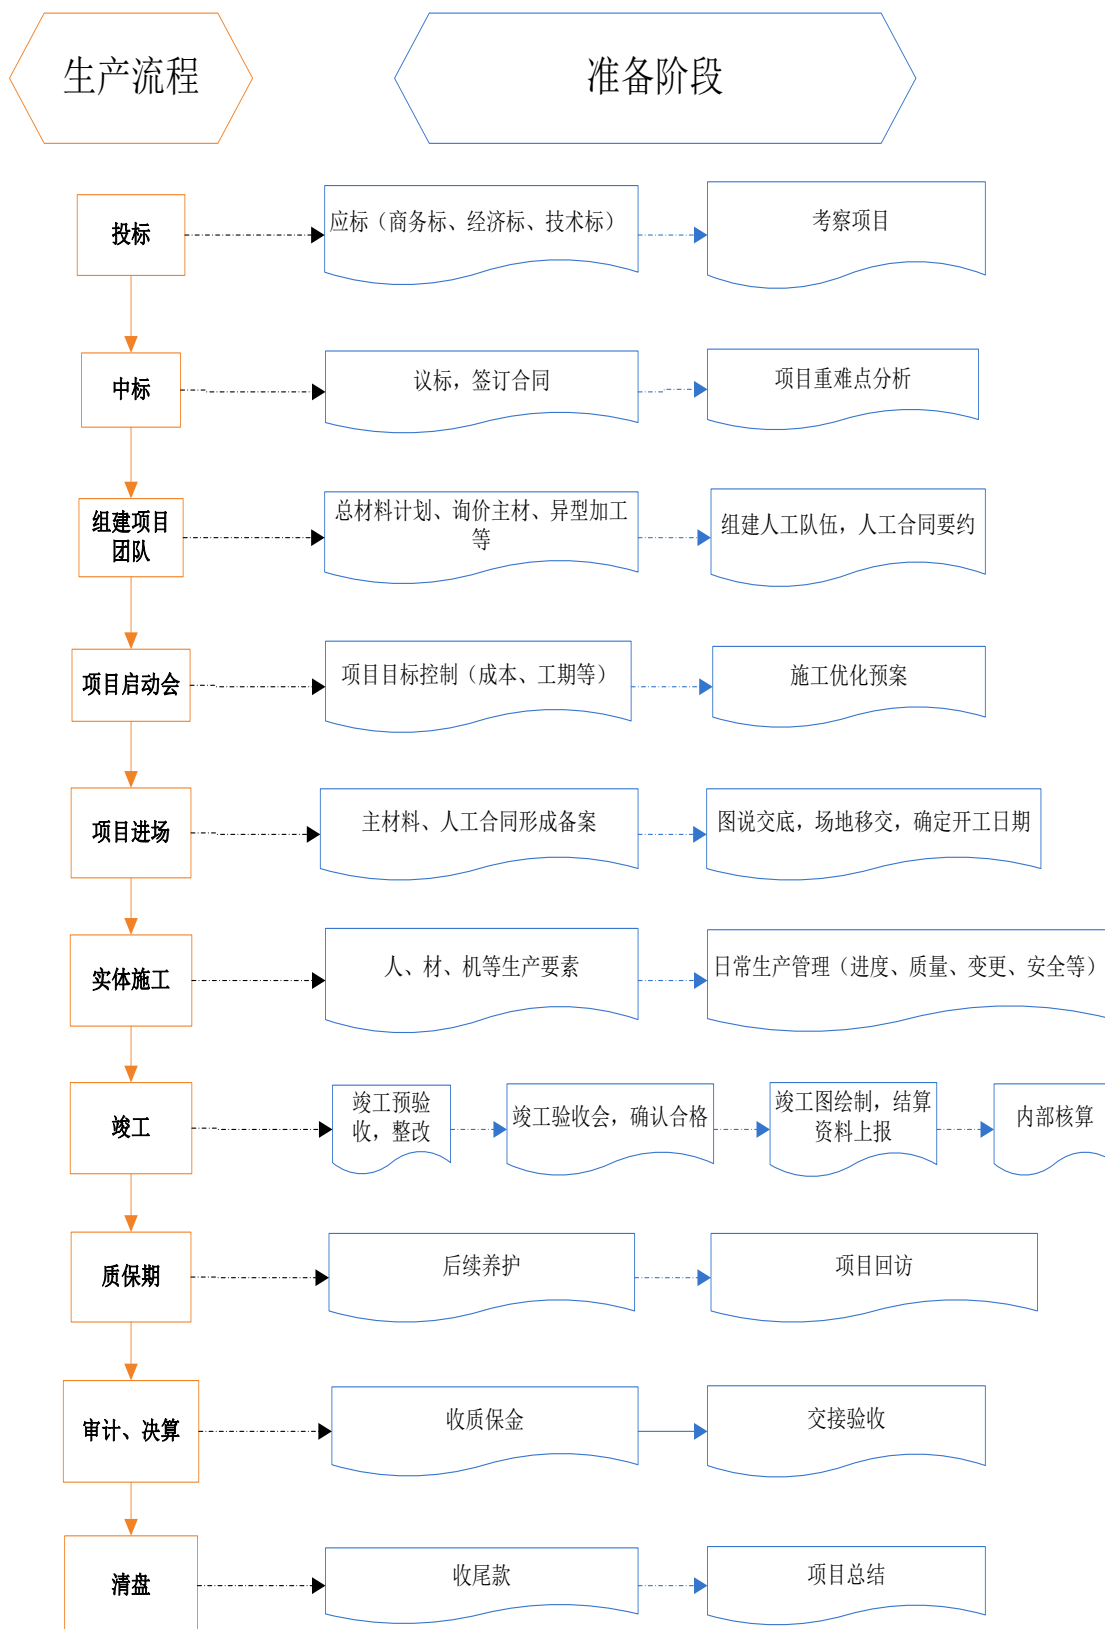 生产流程
准备阶段
投标
应标（商务标、经济标、技术标）
考察项目
中标
议标，签订合同
项目重难点分析
组建项目
团队
总材料计划、询价主材、异型加工
等
组建人工队伍，人工合同要约
项目启动会
项目目标控制（成本、工期等）
施工优化预案
项目进场
主材料、人工合同形成备案
图说交底，场地移交，确定开工日期
实体施工
人、材、机等生产要素
日常生产管理（进度、质量、变更、安全等）
竣工
竣工预验
收，整改
竣工验收会，确认合格
竣工图绘制，结算
资料上报
内部核算
质保期
后续养护
项目回访
审计、决算
收质保金
交接验收
清盘
收尾款
项目总结